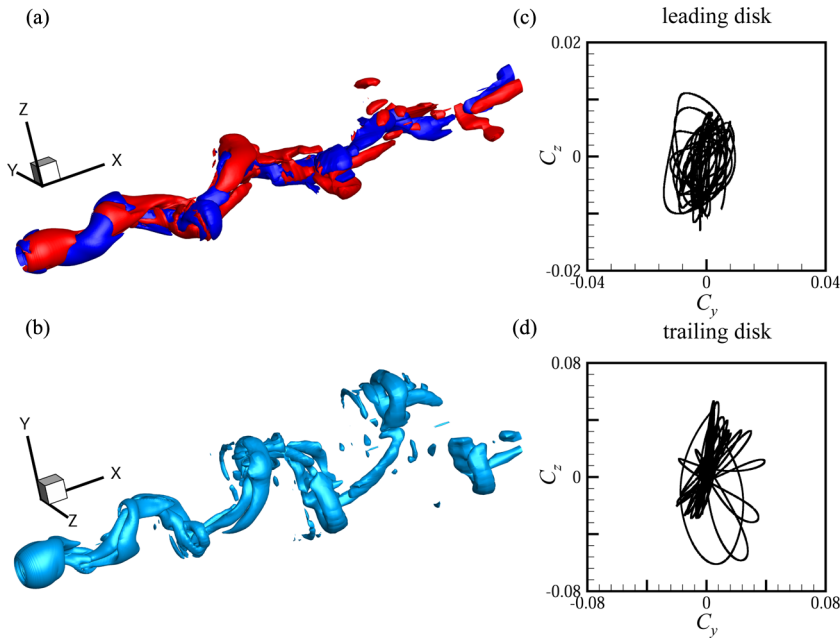 (a)
Z
Y
X
(c)
leading disk
0.02
C_z
0
-0.02
-0.04
0
0.04
C_y
(b)
Y
X
Z
(d)
trailing disk
0.08
C_z
0
-0.08
-0.08
0
0.08
C_y